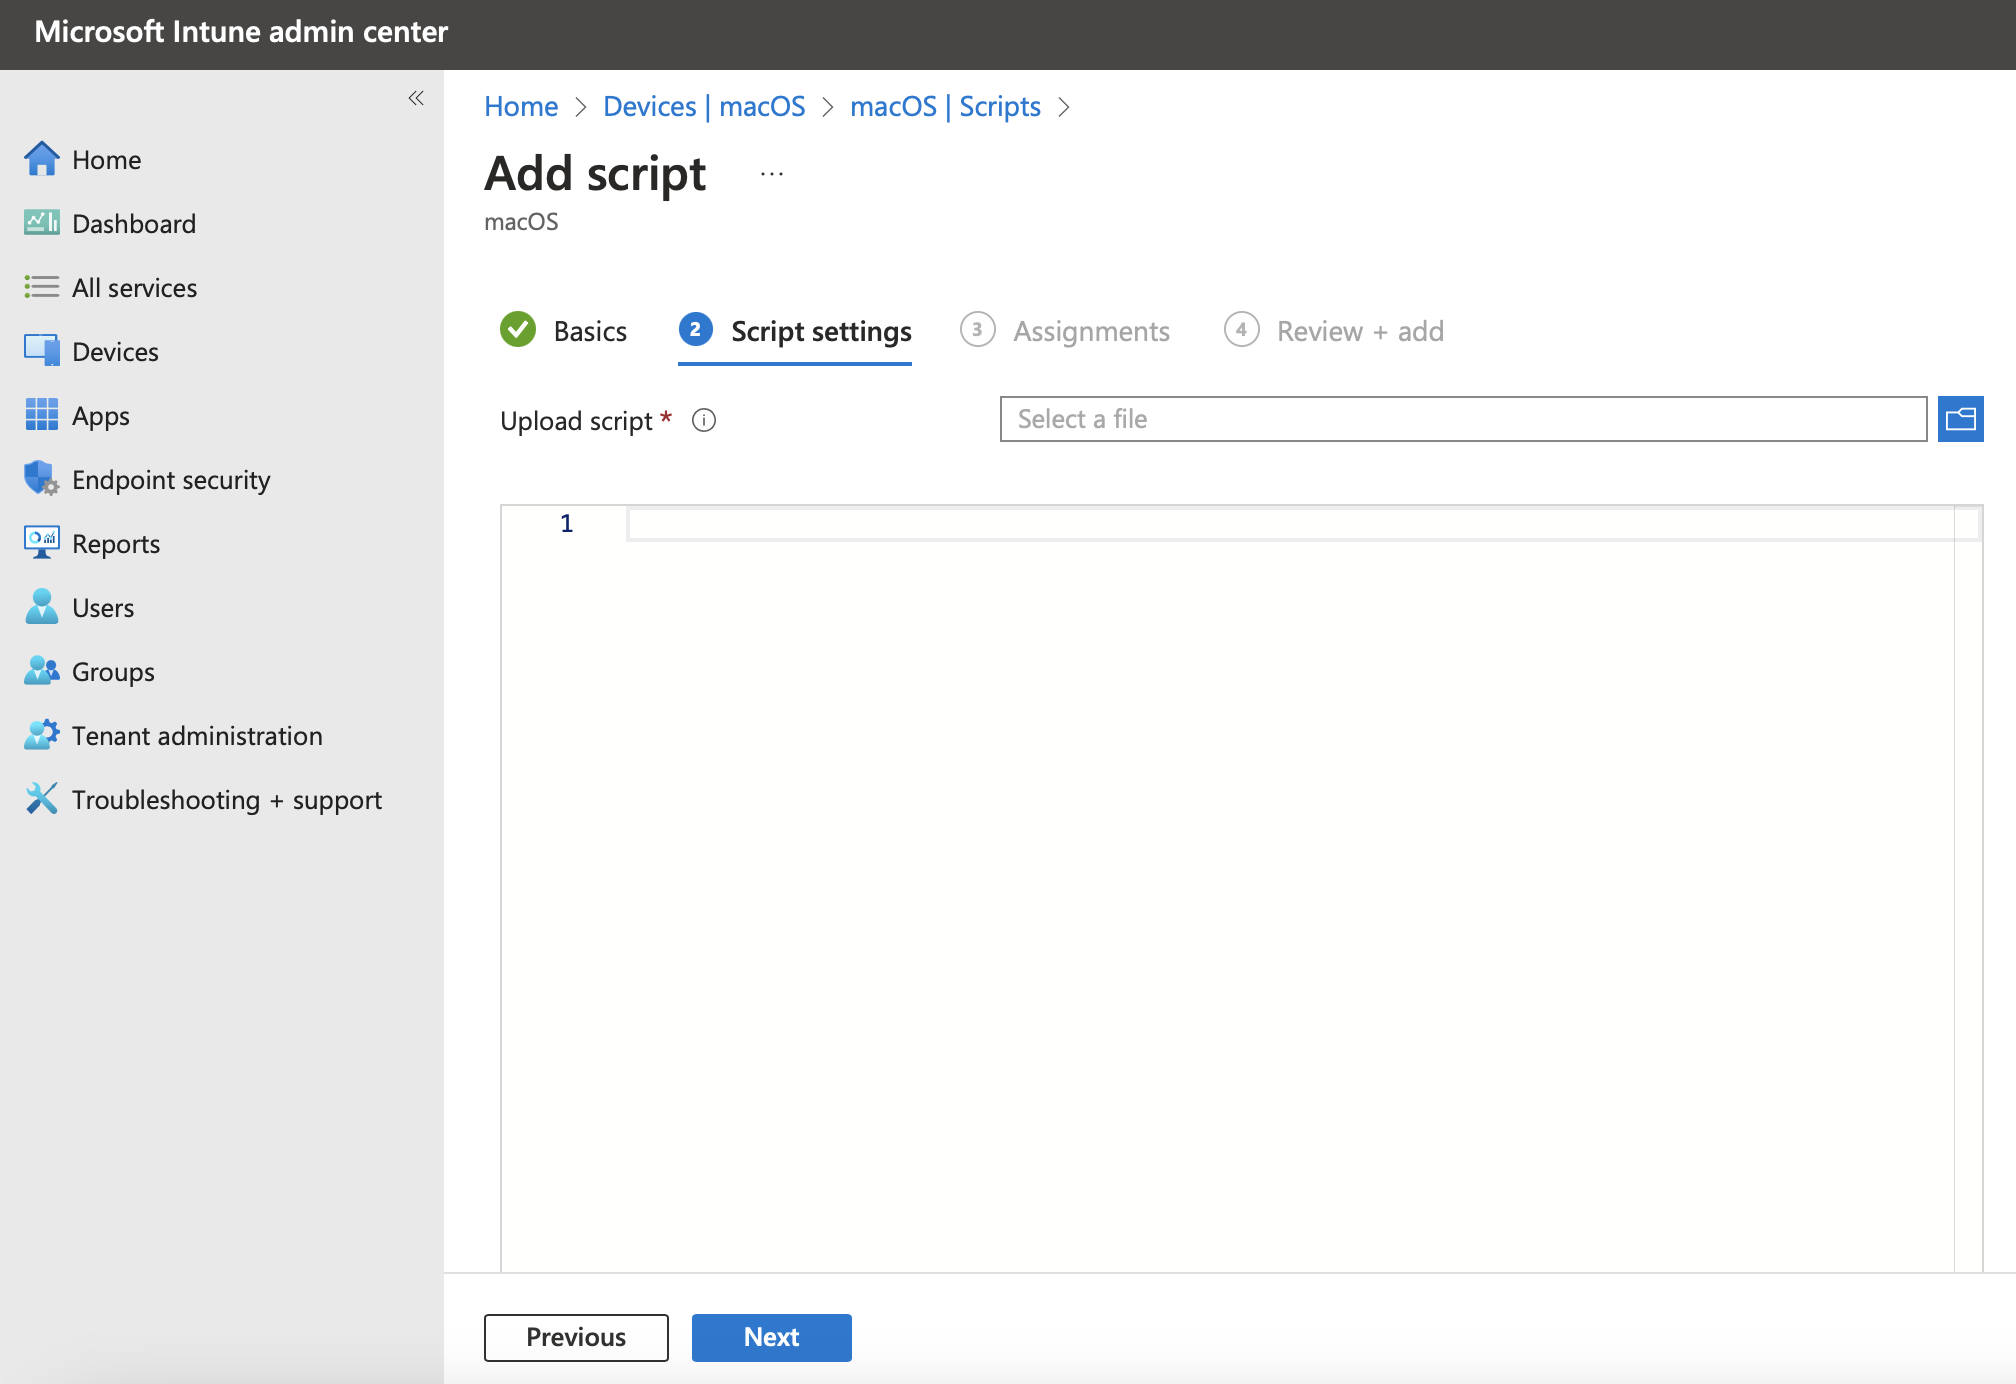 Microsoft Intune admin center
Home
Dashboard
All services
Devices
Apps
Endpoint security
Reports
Users
Groups
Tenant administration
Troubleshooting + support
Home > Devices | macOS > macOS | Scripts >
Add script ...
macOS
Basics 2 Script settings 3 Assignments 4 Review + add
Upload script * Select a file
1
Previous Next